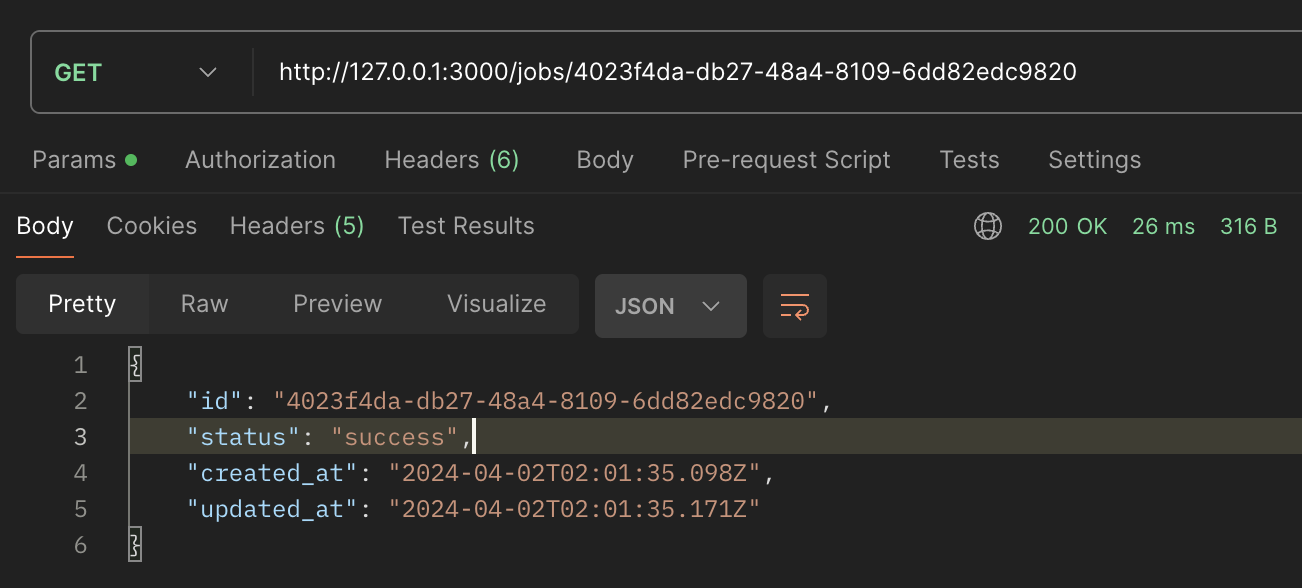 GET http://127.0.0.1:3000/jobs/4023f4da-db27-48a4-8109-6dd82edc9820
Params Authorization Headers (6) Body Pre-request Script Tests Settings
Body Cookies Headers (5) Test Results 200 OK 26 ms 316 B
Pretty Raw Preview Visualize JSON
1 {
2 "id": "4023f4da-db27-48a4-8109-6dd82edc9820",
3 "status": "success",
4 "created_at": "2024-04-02T02:01:35.098Z",
5 "updated_at": "2024-04-02T02:01:35.171Z"
6 }